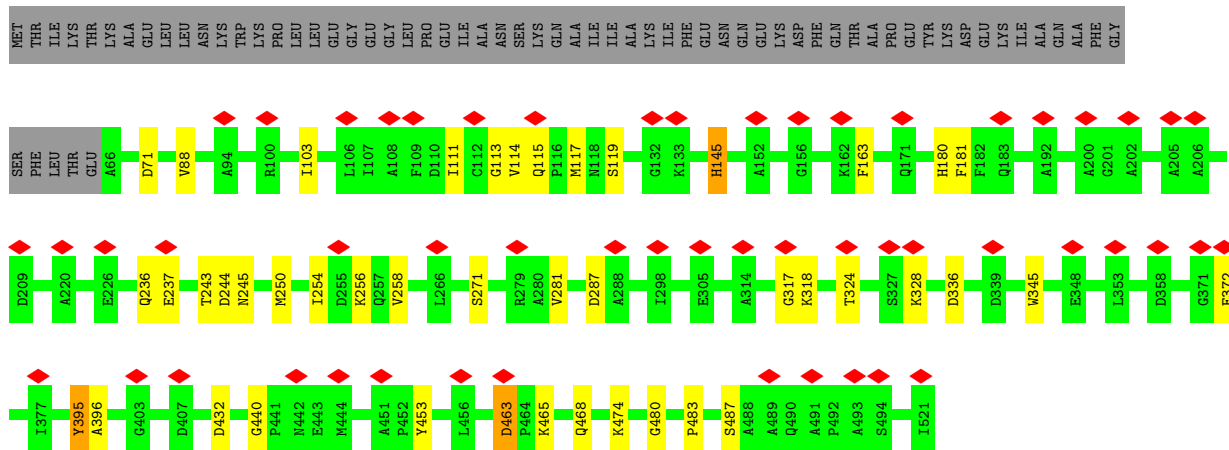 MET THR ILE LYS THR LYS ALA GLU LEU LEU ASN LYS TRP LYS PRO LEU LEU GLU GLY GLU GLY LEU PRO GLU ILE ALA ASN SER LYS GLN ALA ILE ILE ALA LYS ILE PHE GLU ASN GLN GLU LYS ASP PHE GLN THR ALA PRO GLU TYR LYS ASP GLU LYS ILE ALA GLN ALA PHE GLY
SER PHE LEU THR GLU A66 D71 V88 A94 R100 I103 L106 I107 A108 F109 D110 I111 C112 G113 V114 Q115 P116 M117 N118 S119 G132 K133 H145 A152 G156 K162 F163 Q171 H180 F181 F182 Q183 A192 A200 G201 A202 A205 A206
D209 A220 E226 Q236 E237 T243 D244 N245 M250 I254 D255 K256 Q257 V258 L266 S271 R279 A280 V281 D287 A288 I298 E305 A314 G317 K318 T324 S327 K328 D336 D339 W345 E348 L353 D358 G371
I377 Y395 A396 G403 D407 D432 G440 P441 N442 E443 M444 A451 P452 Y453 L456 D463 P464 K465 Q468 K474 G480 P483 S487 A488 A489 Q490 A491 P492 A493 S494 I521